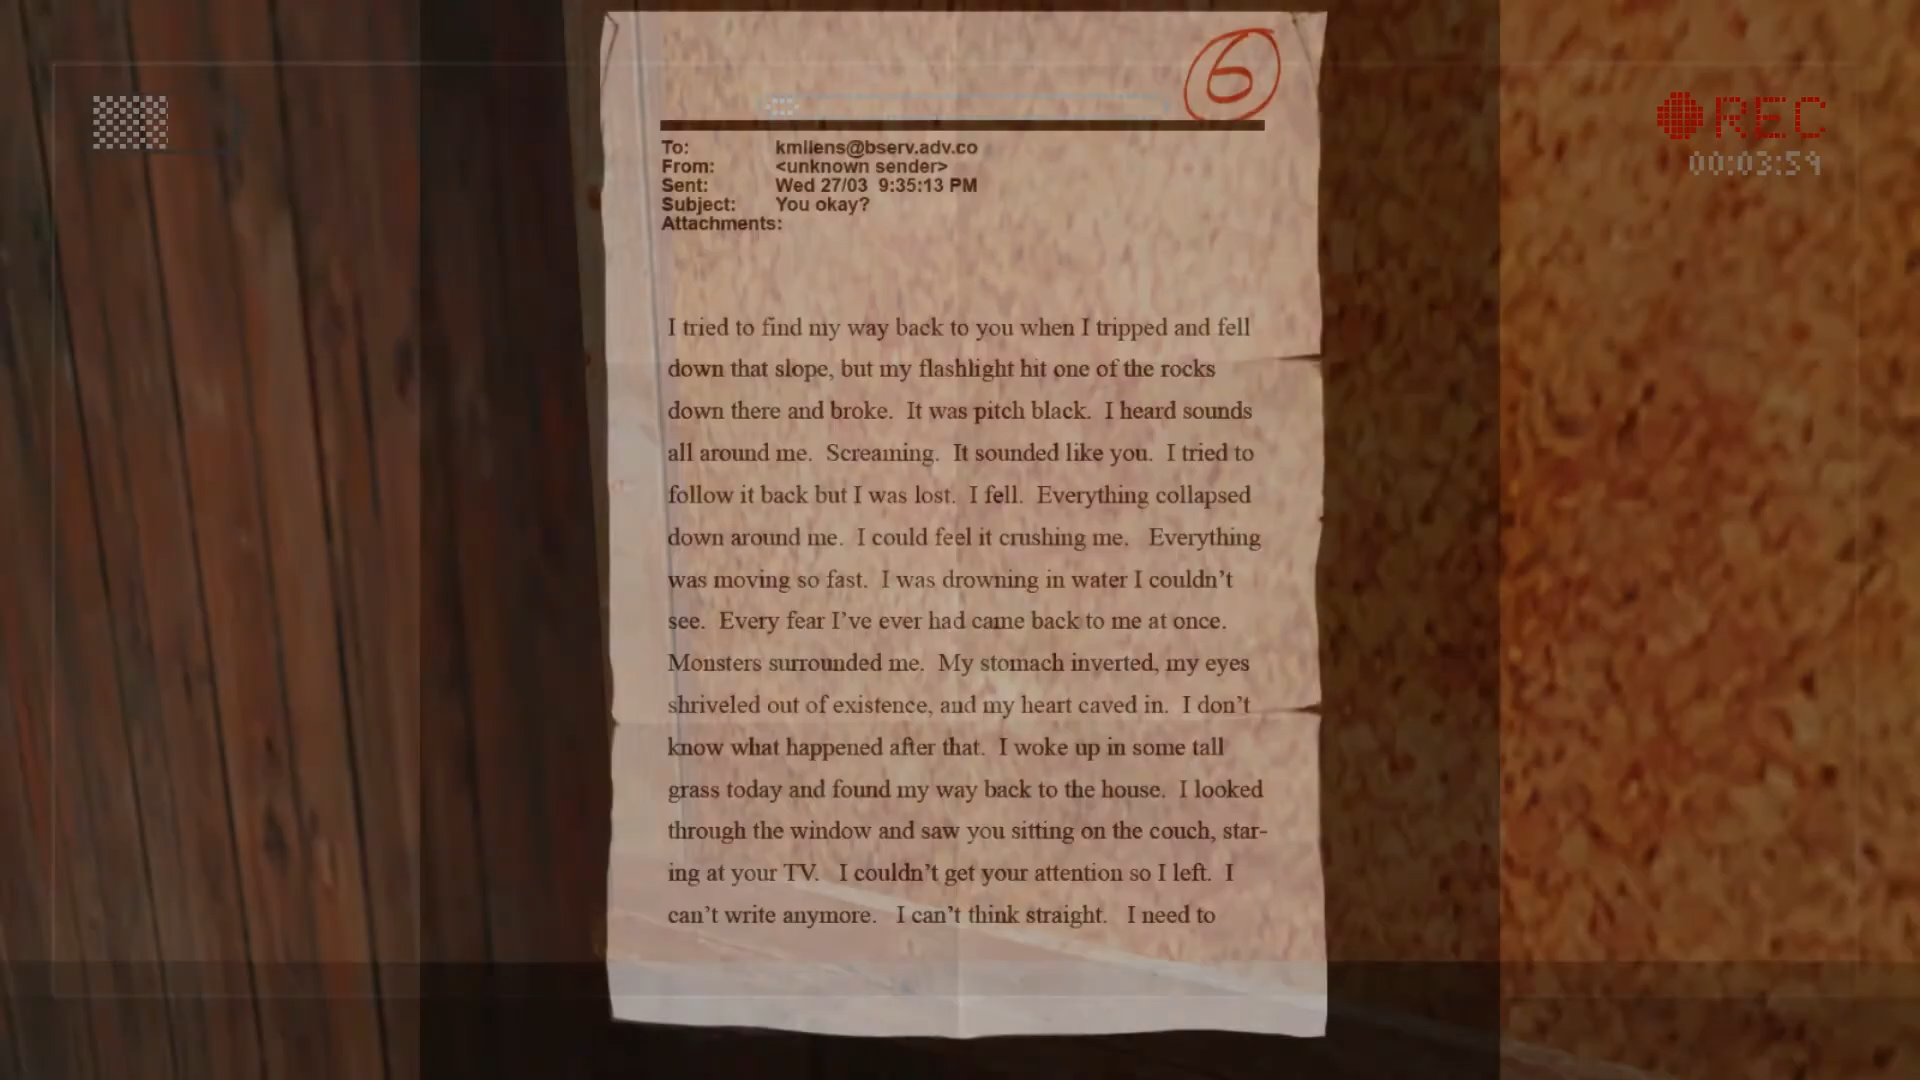 6
REC
00:03:59
To: kmilens@bserv.adv.co
From: <unknown sender>
Sent: Wed 27/03  9:35:13 PM
Subject: You okay?
Attachments:
I tried to find my way back to you when I tripped and fell
down that slope, but my flashlight hit one of the rocks
down there and broke.  It was pitch black.  I heard sounds
all around me.  Screaming.  It sounded like you.  I tried to
follow it back but I was lost.  I fell.  Everything collapsed
down around me.  I could feel it crushing me.   Everything
was moving so fast.  I was drowning in water I couldn't
see.  Every fear I've ever had came back to me at once.
Monsters surrounded me.  My stomach inverted, my eyes
shriveled out of existence, and my heart caved in.  I don't
know what happened after that.  I woke up in some tall
grass today and found my way back to the house.  I looked
through the window and saw you sitting on the couch, star-
ing at your TV.   I couldn't get your attention so I left.  I
can't write anymore.   I can't think straight.   I need to